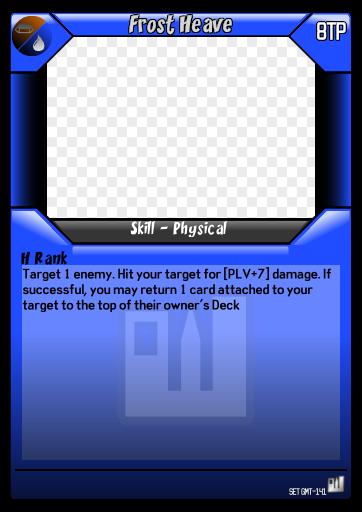 Frost Heave
8TP
Skill - Physical
H Rank
Target 1 enemy. Hit your target for [PLV+7] damage. If
successful, you may return 1 card attached to your
target to the top of their owner's Deck
SET GMT-141